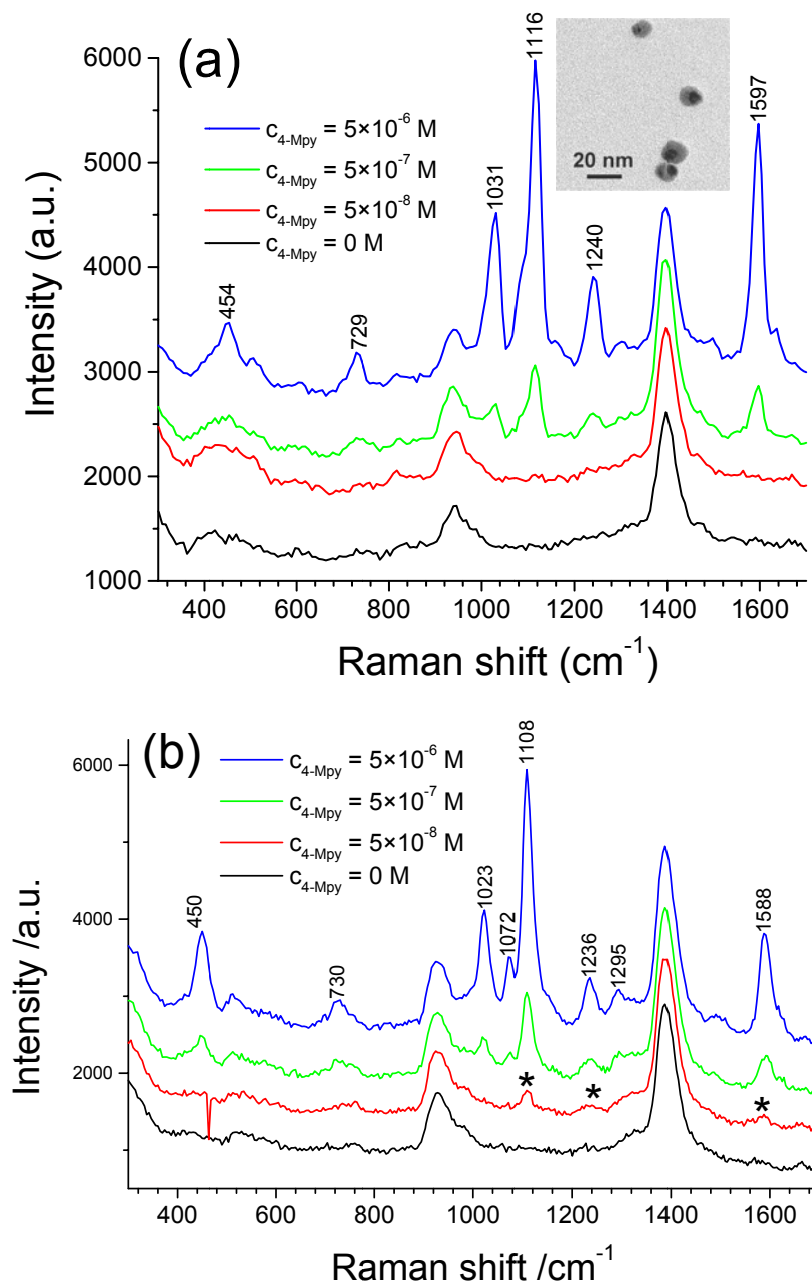 (a)
c4-Mpy = 5×10-6 M
c4-Mpy = 5×10-7 M
c4-Mpy = 5×10-8 M
c4-Mpy = 0 M
454
729
1031
1116
1240
1597
20 nm
6000
5000
4000
3000
2000
1000
Intensity (a.u.)
400 600 800 1000 1200 1400 1600
Raman shift (cm-1)
(b)
c4-Mpy = 5×10-6 M
c4-Mpy = 5×10-7 M
c4-Mpy = 5×10-8 M
c4-Mpy = 0 M
450
730
1023
1072
1108
1236
1295
1588
* * *
6000
4000
2000
Intensity /a.u.
400 600 800 1000 1200 1400 1600
Raman shift /cm-1